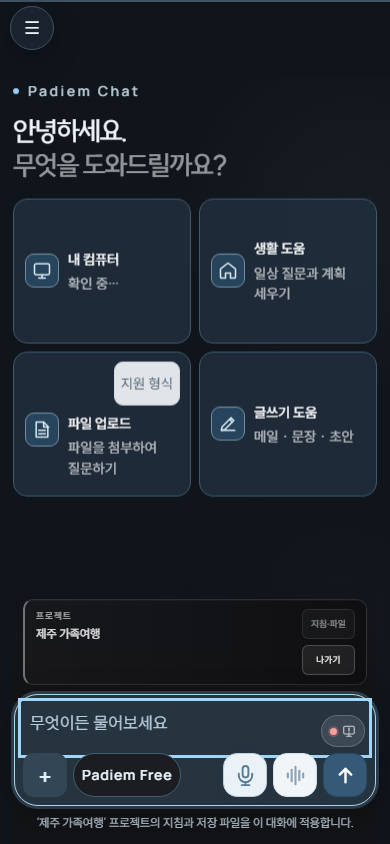 Padiem Chat
안녕하세요.
무엇을 도와드릴까요?
내 컴퓨터
확인 중…
생활 도움
일상 질문과 계획
세우기
지원 형식
파일 업로드
파일을 첨부하여
질문하기
글쓰기 도움
메일 · 문장 · 초안
프로젝트
제주 가족여행
지침·파일
나가기
무엇이든 물어보세요
+
Padiem Free
'제주 가족여행' 프로젝트의 지침과 저장 파일을 이 대화에 적용합니다.